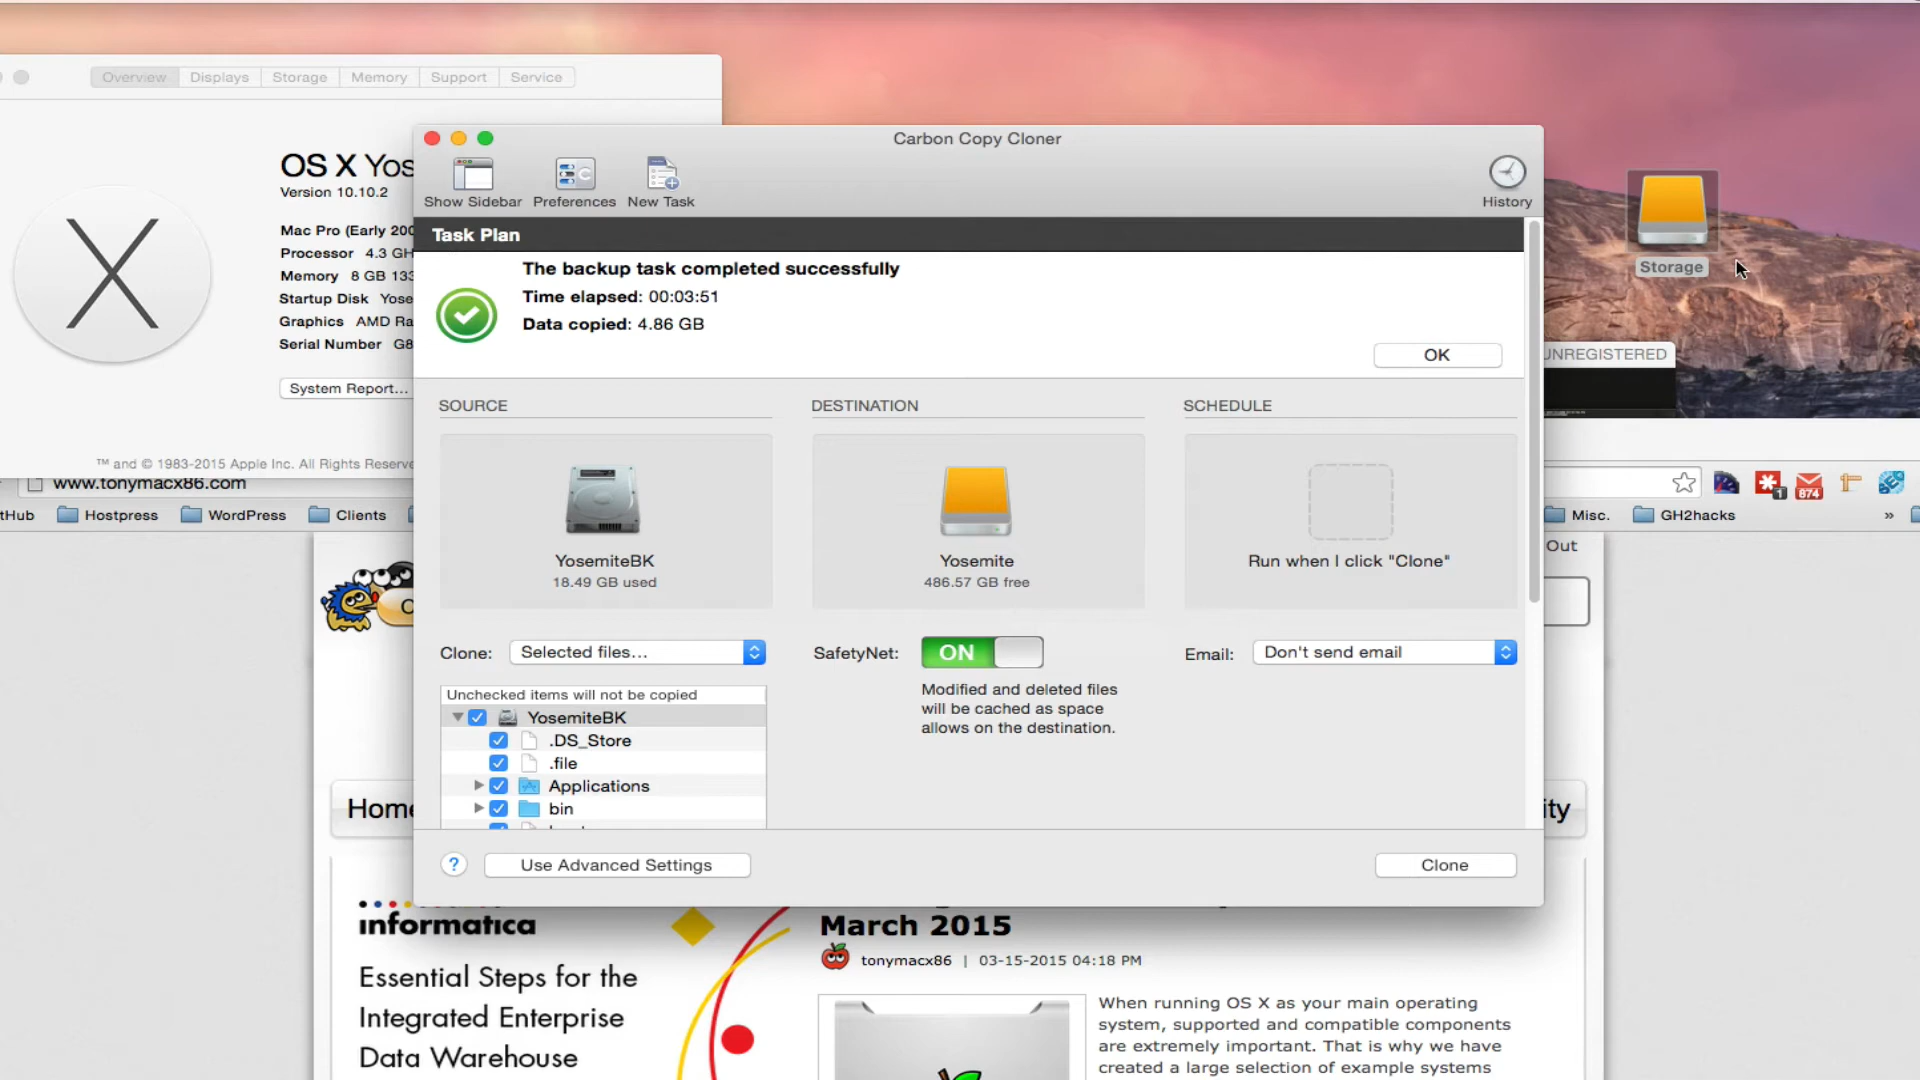 Overview Displays Storage Memory Support Service
OS X Yos
Version 10.10.2
Mac Pro (Early 200
Processor 4.3 GH
Memory 8 GB 133
Startup Disk Yose
Graphics AMD Ra
Serial Number G8
System Report...
™ and © 1983-2015 Apple Inc. All Rights Reserve
Carbon Copy Cloner
Show Sidebar Preferences New Task History
Task Plan
The backup task completed successfully
Time elapsed: 00:03:51
Data copied: 4.86 GB
OK
SOURCE DESTINATION SCHEDULE
YosemiteBK
18.49 GB used
Yosemite
486.57 GB free
Run when I click "Clone"
Clone: Selected files... SafetyNet: ON Email: Don't send email
Modified and deleted files
will be cached as space
allows on the destination.
Unchecked items will not be copied
YosemiteBK
.DS_Store
.file
Applications
bin
? Use Advanced Settings Clone
Storage
UNREGISTERED
www.tonymacx86.com
1 874
tHub Hostpress WordPress Clients Misc. GH2hacks »
Out
Home ity
informatica
Essential Steps for the
Integrated Enterprise
Data Warehouse
March 2015
tonymacx86 | 03-15-2015 04:18 PM
When running OS X as your main operating
system, supported and compatible components
are extremely important. That is why we have
created a large selection of example systems